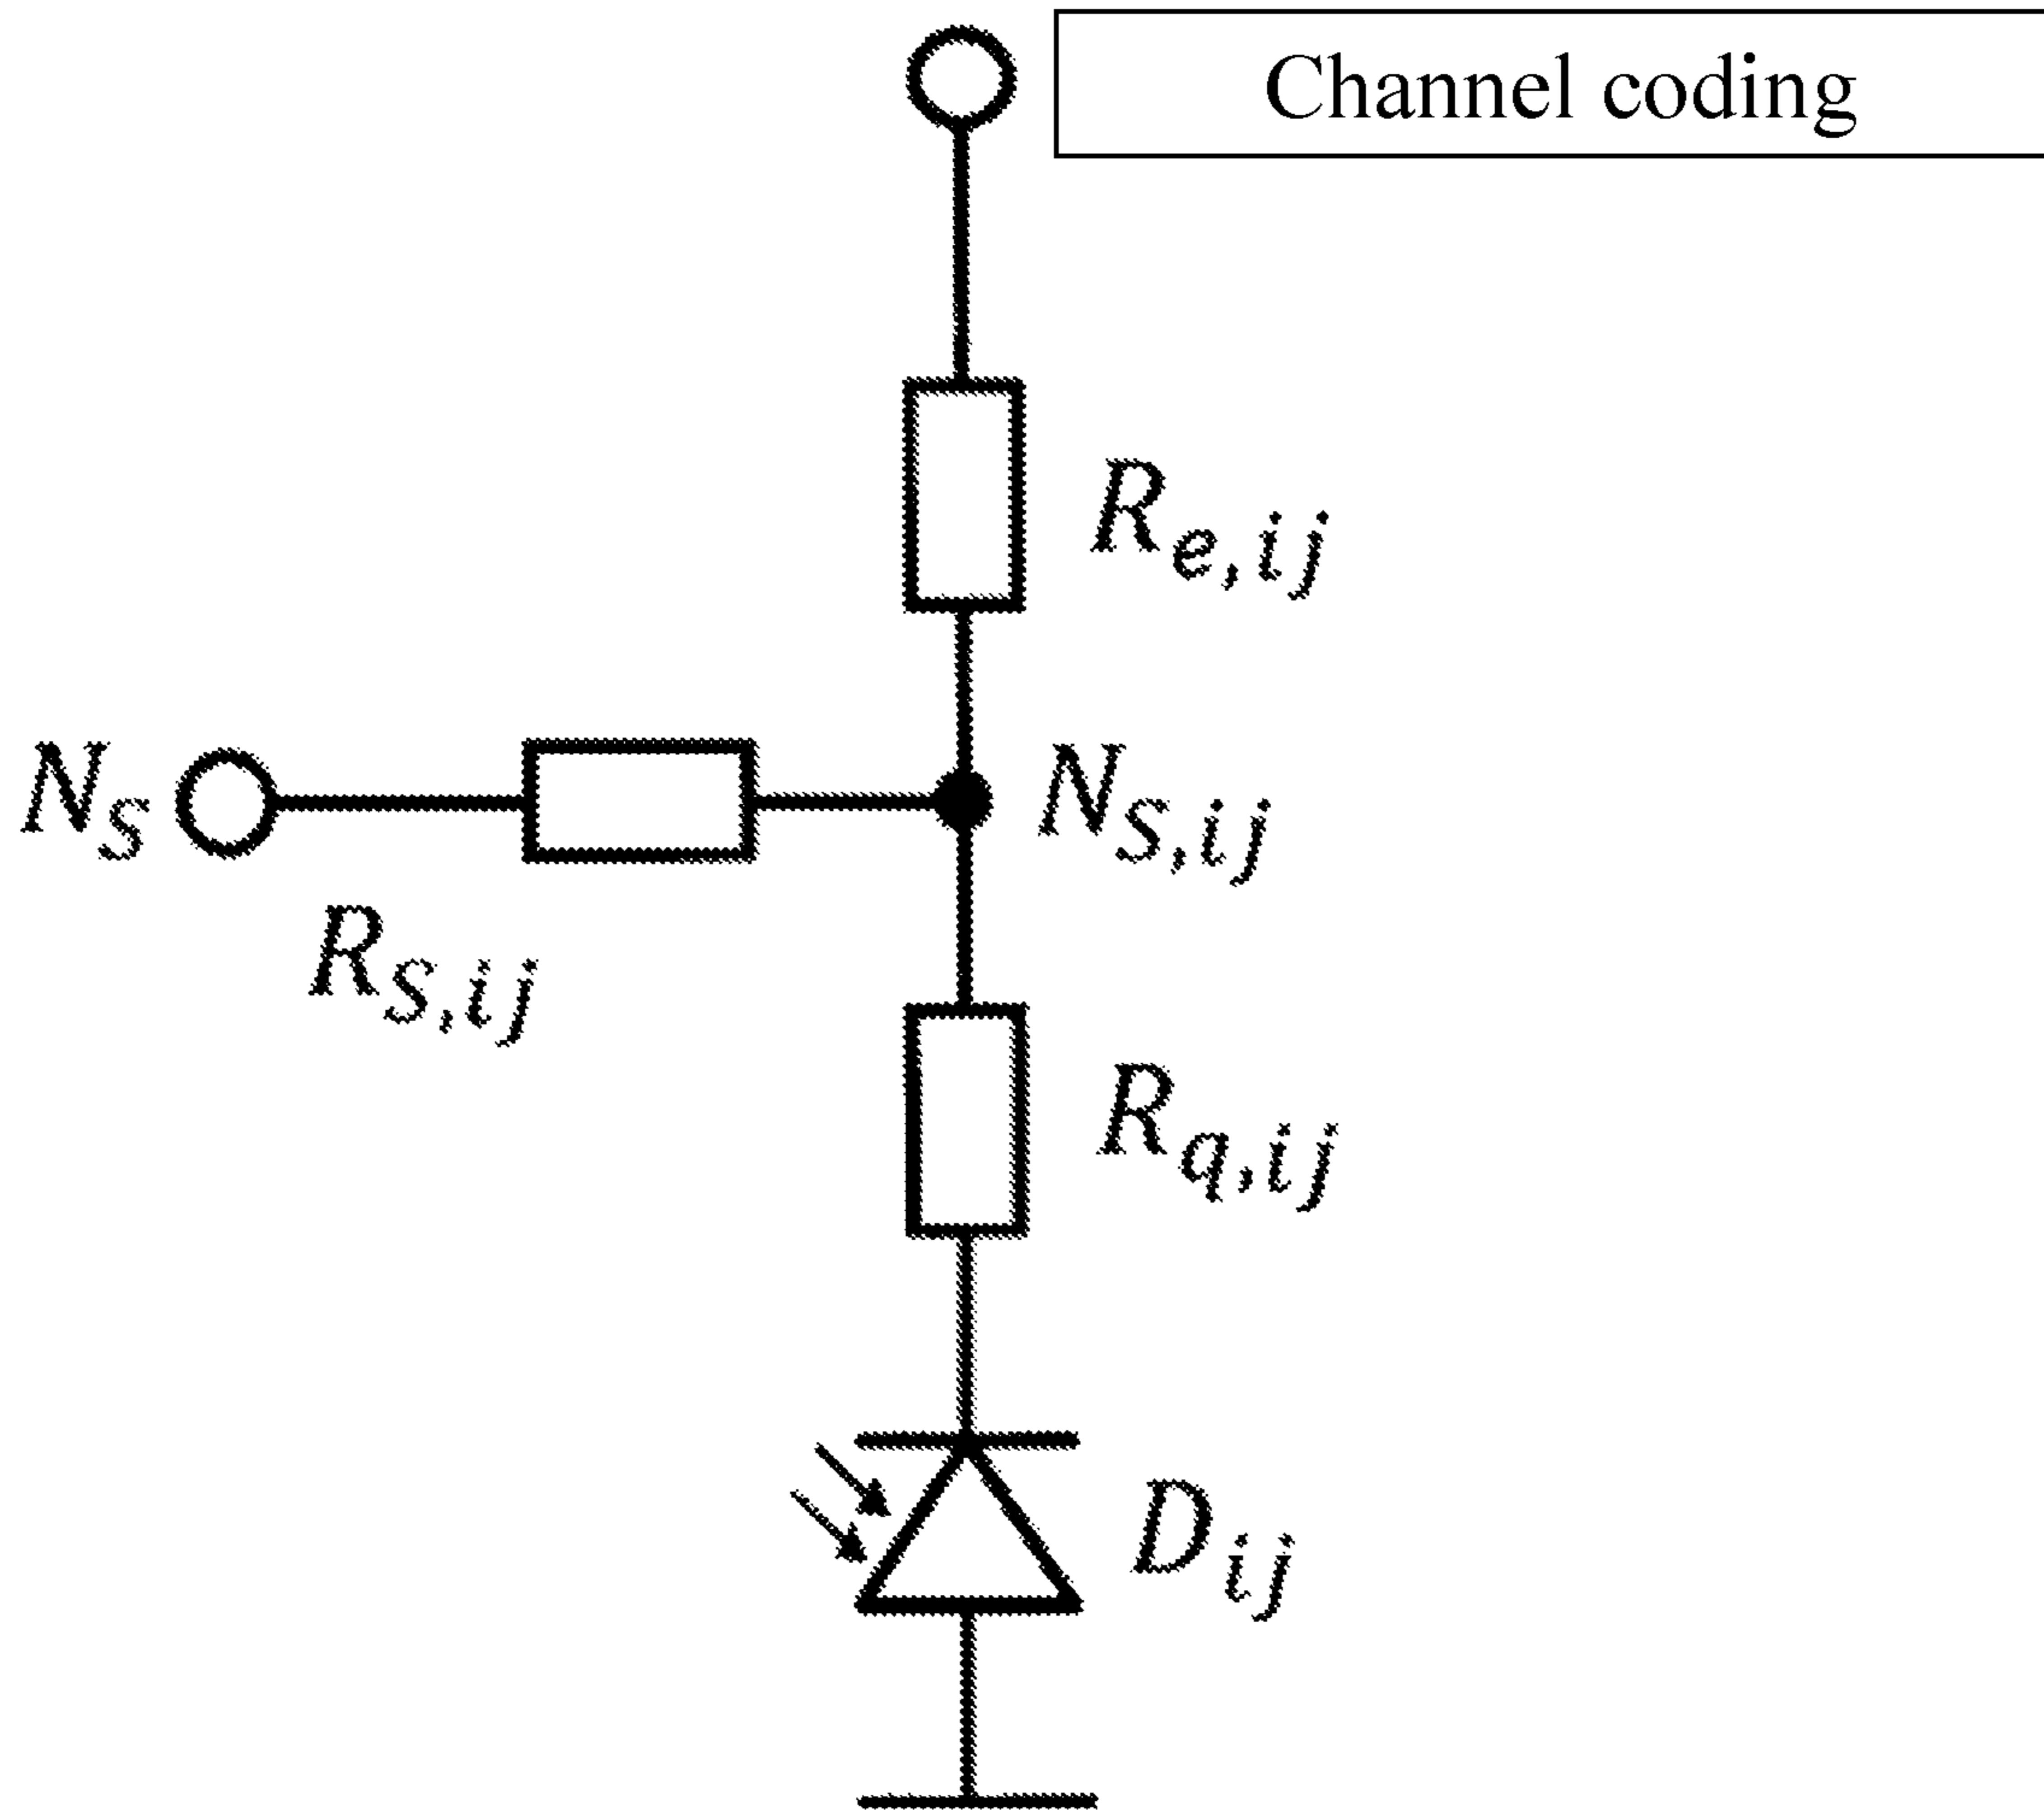 Channel coding
R_{e,ij}
N_S
N_{S,ij}
R_{S,ij}
R_{q,ij}
D_{ij}